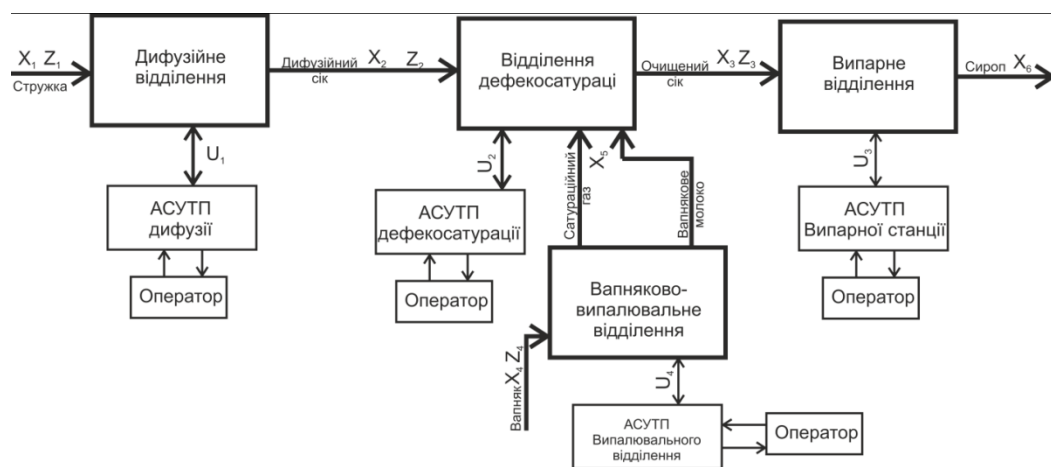 X₁ Z₁
Стружка
Дифузійне
відділення
Дифузійний
сік
X₂ Z₂
Відділення
дефекосатураці
Очищений
сік
X₃ Z₃
Випарне
відділення
Сироп X₆
U₁
U₂
Сатураційний
газ
X₅
Вапнякове
молоко
U₃
АСУТП
дифузії
АСУТП
дефекосатурації
АСУТП
Випарної станції
Оператор
Оператор
Оператор
Вапняково-
випалювальне
відділення
Вапняк X₄ Z₄
U₄
АСУТП
Випалювального
відділення
Оператор